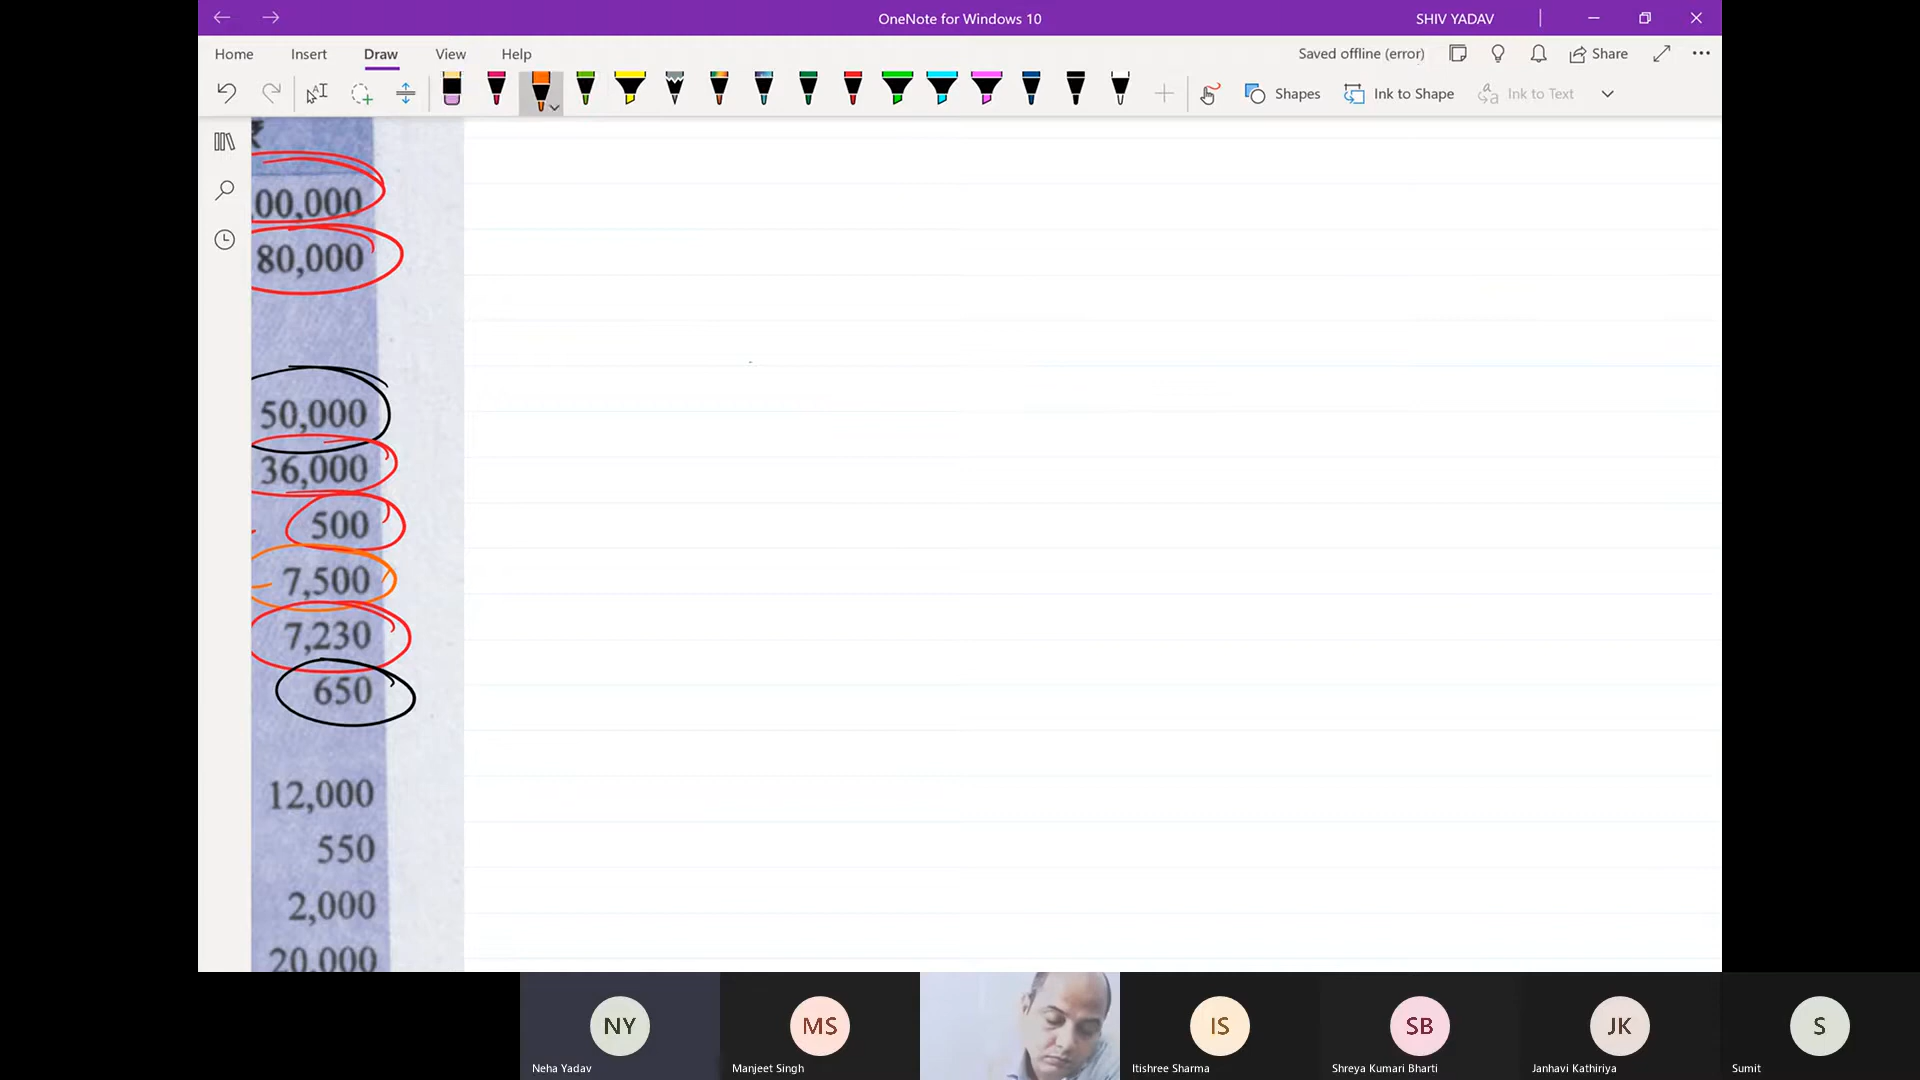 OneNote for Windows 10
SHIV YADAV
Home Insert Draw View Help
Saved offline (error) Share
Shapes Ink to Shape Ink to Text
₹
00,000
80,000
50,000
36,000
500
7,500
7,230
650
12,000
550
2,000
20,000
NY MS IS SB JK S
Neha Yadav Manjeet Singh Itishree Sharma Shreya Kumari Bharti Janhavi Kathiriya Sumit